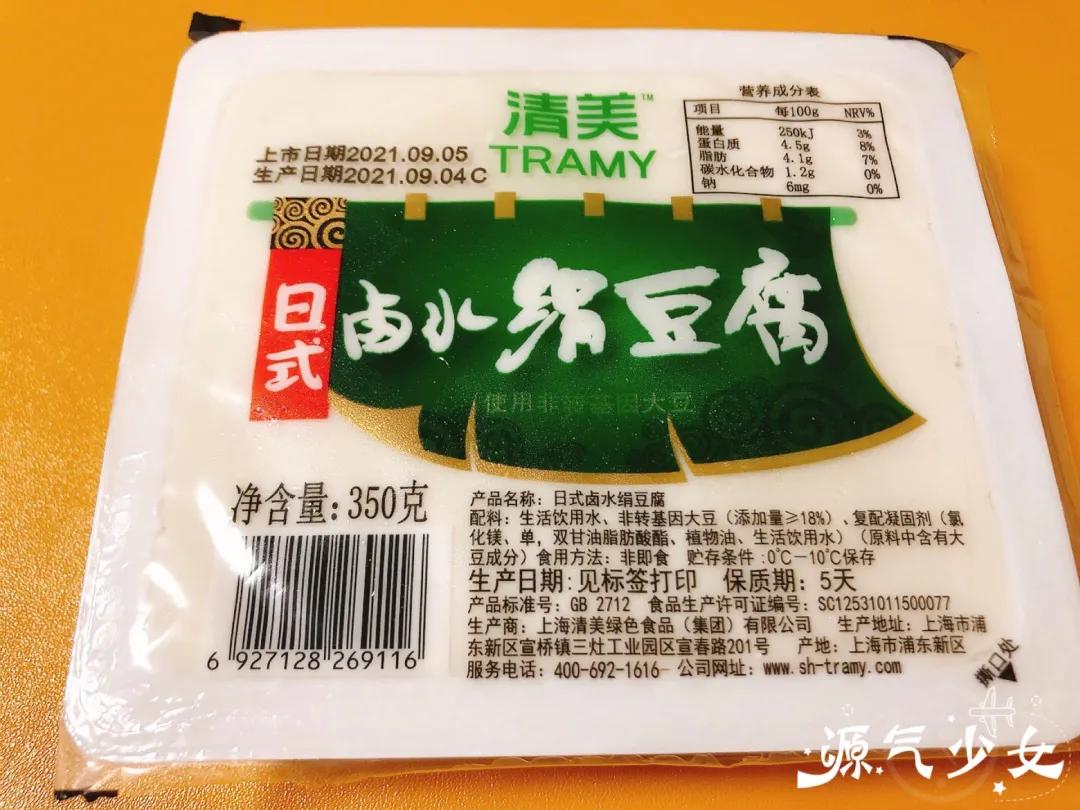 清美™
TRAMY
上市日期2021.09.05
生产日期2021.09.04C
营养成分表
项目 每100g NRV%
能量 250kJ 3%
蛋白质 4.5g 8%
脂肪 4.1g 7%
碳水化合物 1.2g 0%
钠 6mg 0%
日式
卤水绢豆腐
使用非转基因大豆
净含量:350克
6 927128 269116
产品名称: 日式卤水绢豆腐
配料: 生活饮用水、非转基因大豆（添加量≥18%）、复配凝固剂（氯
化镁、单，双甘油脂肪酸酯、植物油、生活饮用水）（原料中含有大
豆成分）食用方法: 非即食 贮存条件:0℃—10℃保存
生产日期:见标签打印 保质期: 5天
产品标准号: GB 2712 食品生产许可证编号: SC12531011500077
生产商: 上海清美绿色食品（集团）有限公司 生产地址: 上海市浦
东新区宣桥镇三灶工业园区宣春路201号 产地: 上海市浦东新区
服务电话: 400-692-1616 公司网址: www.sh-tramy.com
撕口处
源气少女